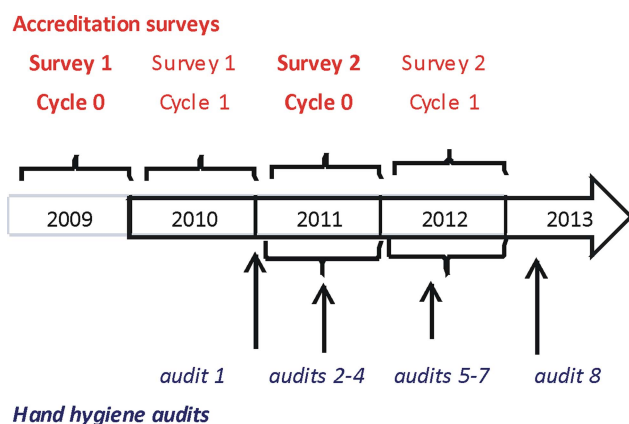 Accreditation surveys
Survey 1 Survey 1 Survey 2 Survey 2
Cycle 0 Cycle 1 Cycle 0 Cycle 1
2009 2010 2011 2012 2013
audit 1 audits 2-4 audits 5-7 audit 8
Hand hygiene audits